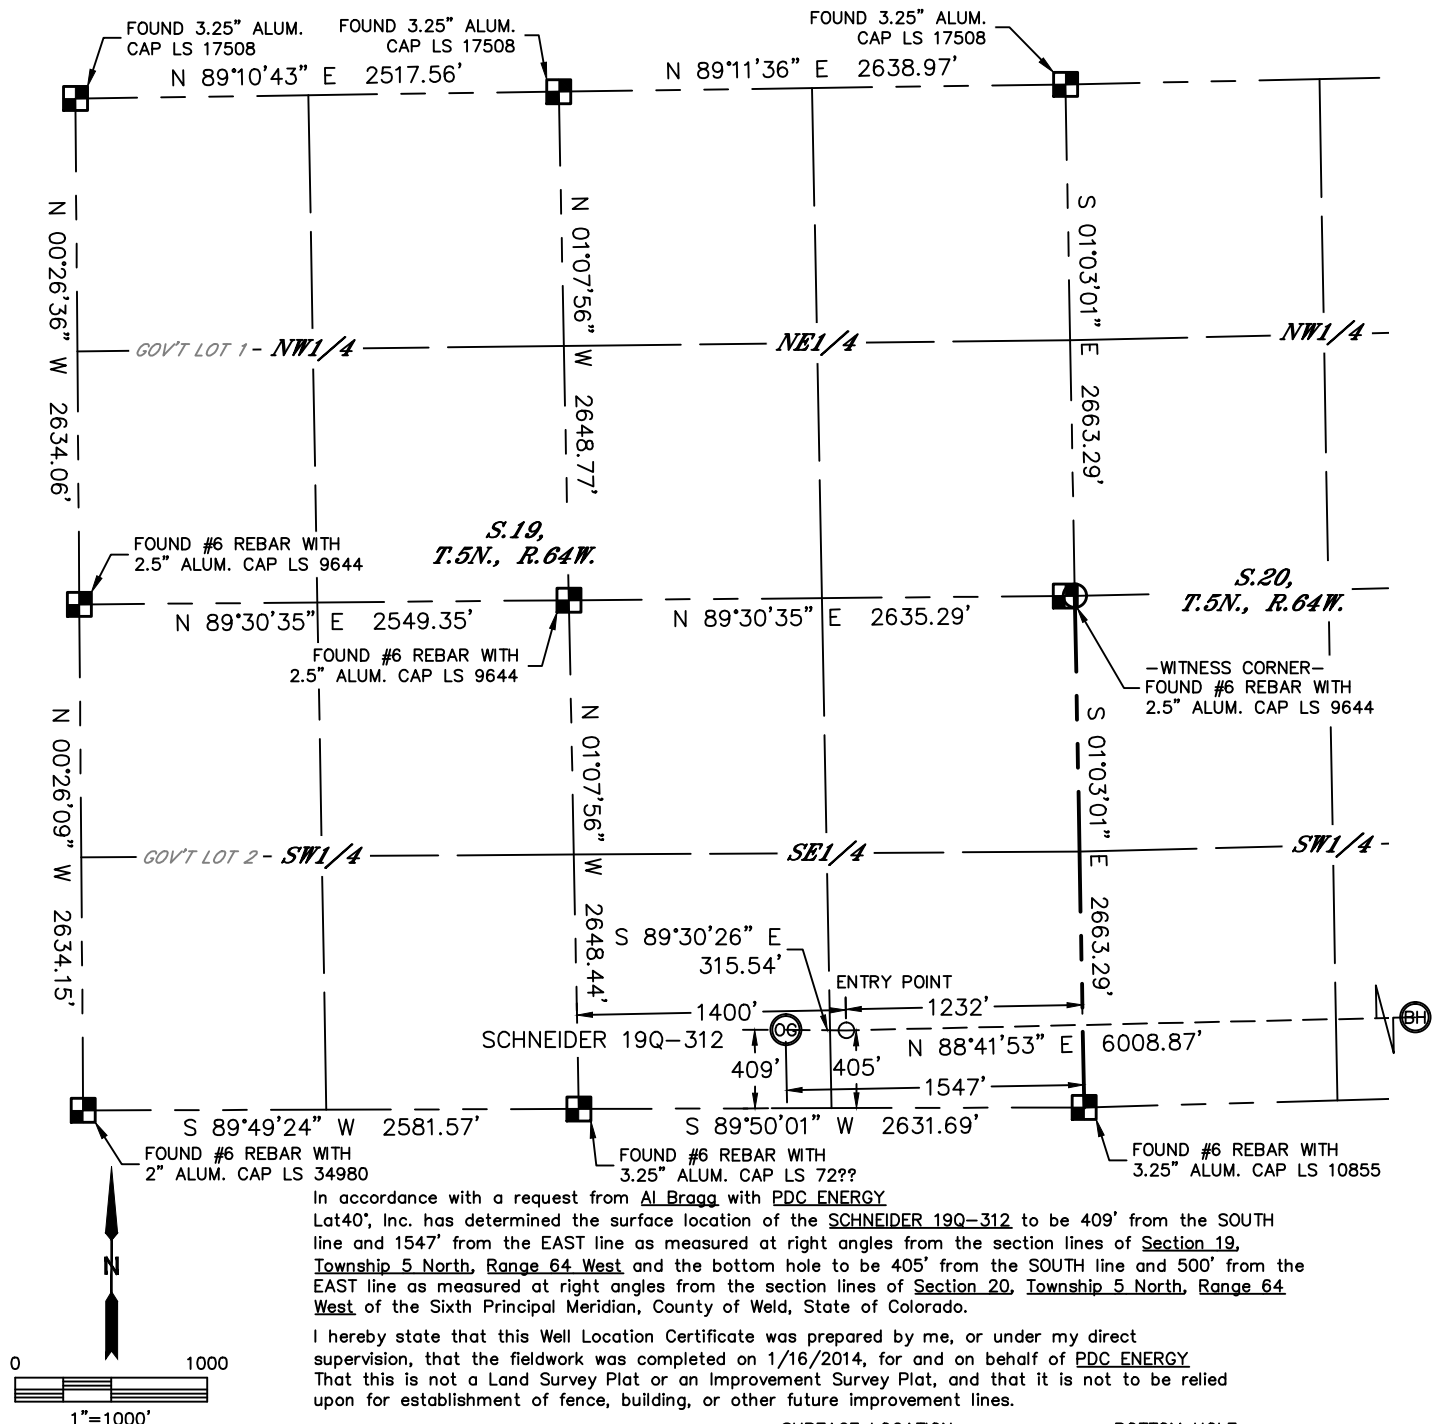 FOUND 3.25" ALUM.
CAP LS 17508
FOUND 3.25" ALUM.
CAP LS 17508
FOUND 3.25" ALUM.
CAP LS 17508
N 89°10'43" E 2517.56'
N 89°11'36" E 2638.97'
N 00°26'36" W 2634.06'
N 01°07'56" W 2648.77'
S 01°03'01" E 2663.29'
GOV'T LOT 1 - NW1/4
NE1/4
NW1/4
S.19,
T.5N., R.64W.
FOUND #6 REBAR WITH
2.5" ALUM. CAP LS 9644
S.20,
T.5N., R.64W.
N 89°30'35" E 2549.35'
N 89°30'35" E 2635.29'
FOUND #6 REBAR WITH
2.5" ALUM. CAP LS 9644
-WITNESS CORNER-
FOUND #6 REBAR WITH
2.5" ALUM. CAP LS 9644
N 00°26'09" W 2634.15'
N 01°07'56" W 2648.44'
S 01°03'01" E 2663.29'
GOV'T LOT 2 - SW1/4
SE1/4
SW1/4 -
S 89°30'26" E
315.54'
ENTRY POINT
1400'
1232'
SCHNEIDER 19Q-312
OG
BH
N 88°41'53" E 6008.87'
409'
405'
1547'
S 89°49'24" W 2581.57'
S 89°50'01" W 2631.69'
FOUND #6 REBAR WITH
2" ALUM. CAP LS 34980
FOUND #6 REBAR WITH
3.25" ALUM. CAP LS 72??
FOUND #6 REBAR WITH
3.25" ALUM. CAP LS 10855
In accordance with a request from Al Bragg with PDC ENERGY
Lat40°, Inc. has determined the surface location of the SCHNEIDER 19Q-312 to be 409' from the SOUTH
line and 1547' from the EAST line as measured at right angles from the section lines of Section 19,
Township 5 North, Range 64 West and the bottom hole to be 405' from the SOUTH line and 500' from the
EAST line as measured at right angles from the section lines of Section 20, Township 5 North, Range 64
West of the Sixth Principal Meridian, County of Weld, State of Colorado.
I hereby state that this Well Location Certificate was prepared by me, or under my direct
supervision, that the fieldwork was completed on 1/16/2014, for and on behalf of PDC ENERGY
That this is not a Land Survey Plat or an Improvement Survey Plat, and that it is not to be relied
upon for establishment of fence, building, or other future improvement lines.
N
0 1000
1"=1000'